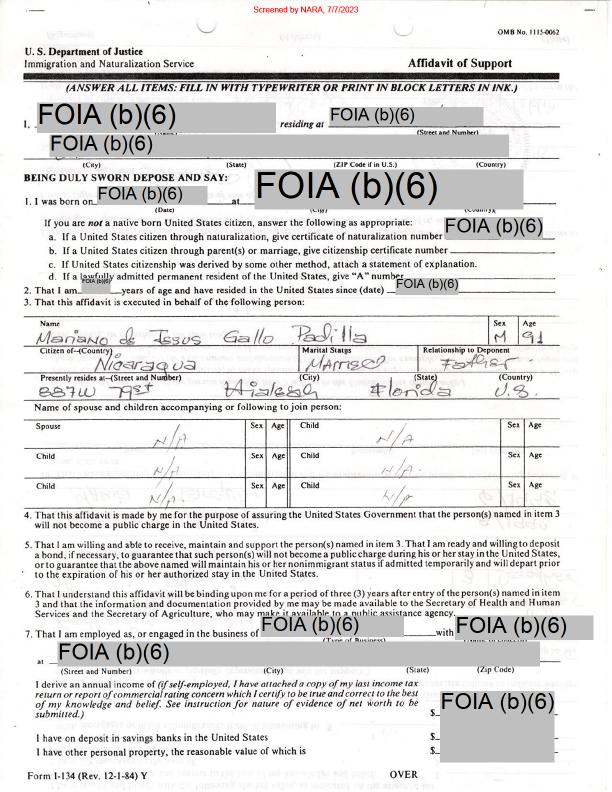 Screened by NARA, 7/7/2023
OMB No. 1115-0062
U. S. Department of Justice
Immigration and Naturalization Service
Affidavit of Support
(ANSWER ALL ITEMS: FILL IN WITH TYPEWRITER OR PRINT IN BLOCK LETTERS IN INK.)
I, FOIA (b)(6) residing at FOIA (b)(6)
(Street and Number)
FOIA (b)(6)
(City) (State) (ZIP Code if in U.S.) (Country)
BEING DULY SWORN DEPOSE AND SAY:
1. I was born on FOIA (b)(6) at FOIA (b)(6)
(Date) (City) (Country)
If you are not a native born United States citizen, answer the following as appropriate:
a. If a United States citizen through naturalization, give certificate of naturalization number FOIA (b)(6)
b. If a United States citizen through parent(s) or marriage, give citizenship certificate number
c. If United States citizenship was derived by some other method, attach a statement of explanation.
d. If a lawfully admitted permanent resident of the United States, give "A" number
2. That I am FOIA (b)(6) years of age and have resided in the United States since (date) FOIA (b)(6)
3. That this affidavit is executed in behalf of the following person:
Name Sex Age
Mariano de Jesus Gallo Padilla M 91
Citizen of—(Country) Marital Status Relationship to Deponent
Nicaragua Married Father
Presently resides at—(Street and Number) (City) (State) (Country)
887W 79st Hialeah Florida U.S.
Name of spouse and children accompanying or following to join person:
Spouse Sex Age Child Sex Age
N/A N/A
Child Sex Age Child Sex Age
N/A N/A.
Child Sex Age Child Sex Age
N/A. N/A.
4. That this affidavit is made by me for the purpose of assuring the United States Government that the person(s) named in item 3
will not become a public charge in the United States.
5. That I am willing and able to receive, maintain and support the person(s) named in item 3. That I am ready and willing to deposit
a bond, if necessary, to guarantee that such person(s) will not become a public charge during his or her stay in the United States,
or to guarantee that the above named will maintain his or her nonimmigrant status if admitted temporarily and will depart prior
to the expiration of his or her authorized stay in the United States.
6. That I understand this affidavit will be binding upon me for a period of three (3) years after entry of the person(s) named in item
3 and that the information and documentation provided by me may be made available to the Secretary of Health and Human
Services and the Secretary of Agriculture, who may make it available to a public assistance agency.
7. That I am employed as, or engaged in the business of FOIA (b)(6) with FOIA (b)(6)
(Type of Business)
at FOIA (b)(6)
(Street and Number) (City) (State) (Zip Code)
I derive an annual income of (if self-employed, I have attached a copy of my last income tax
return or report of commercial rating concern which I certify to be true and correct to the best
of my knowledge and belief. See instruction for nature of evidence of net worth to be
submitted.) $ FOIA (b)(6)
I have on deposit in savings banks in the United States $
I have other personal property, the reasonable value of which is $
Form I-134 (Rev. 12-1-84) Y OVER